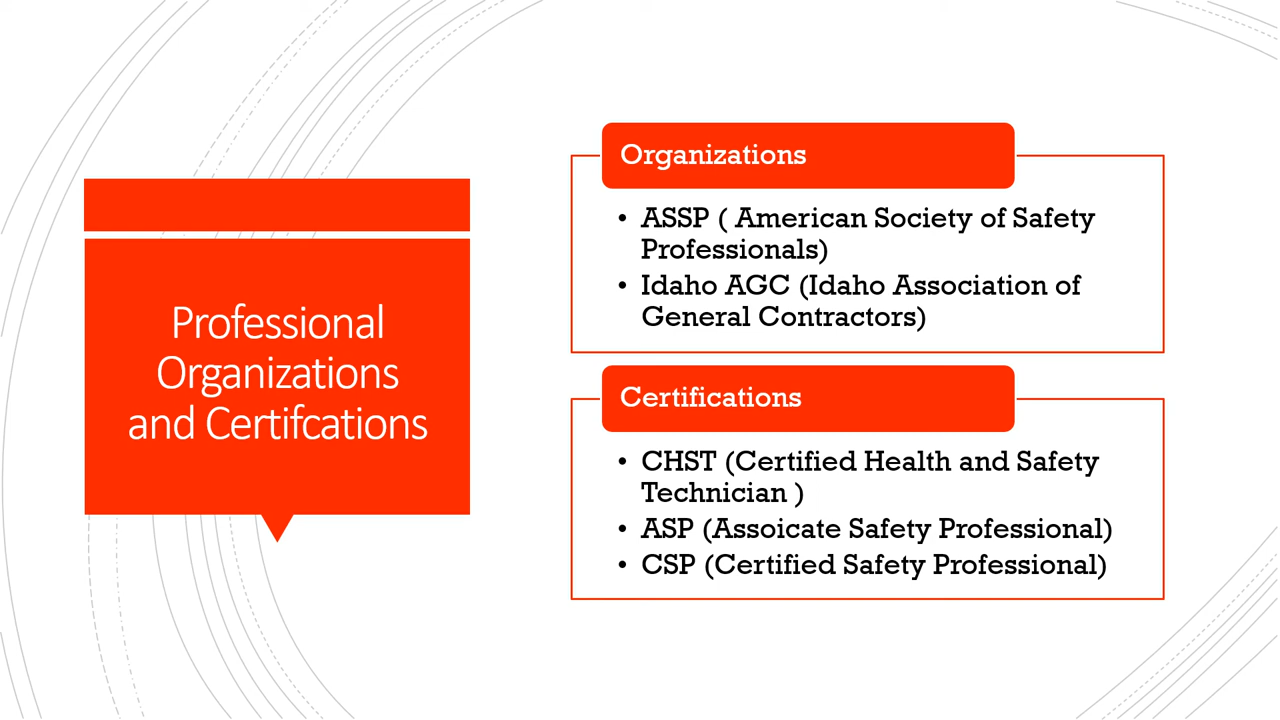 Professional
Organizations
and Certifcations
Organizations
• ASSP ( American Society of Safety
Professionals)
• Idaho AGC (Idaho Association of
General Contractors)
Certifications
• CHST (Certified Health and Safety
Technician )
• ASP (Assoicate Safety Professional)
• CSP (Certified Safety Professional)